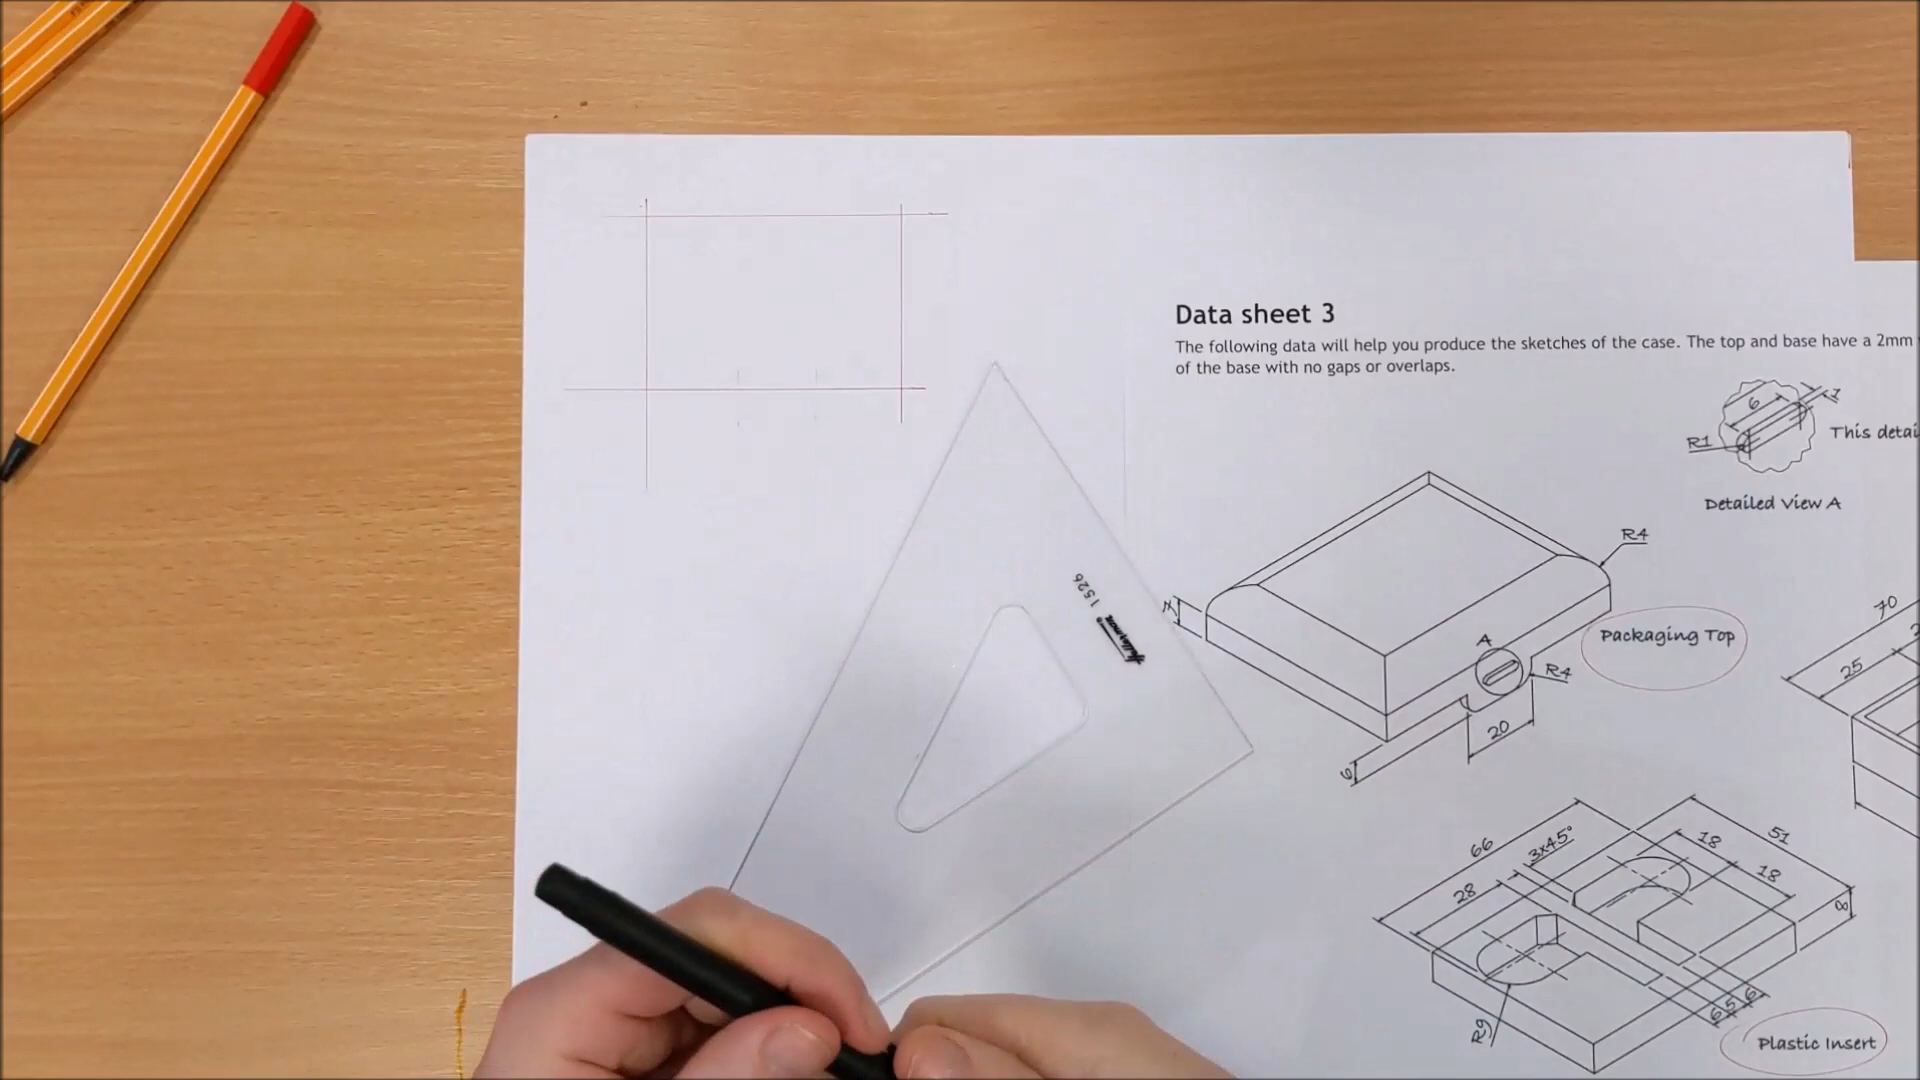 Data sheet 3
The following data will help you produce the sketches of the case. The top and base have a 2mm
of the base with no gaps or overlaps.
6
1
R1
This detai
Detailed View A
R4
7
Packaging Top
A
R4
20
6
70
25
1526
66
3x45°
28
18
18
51
8
R9
6
5
6
Plastic Insert